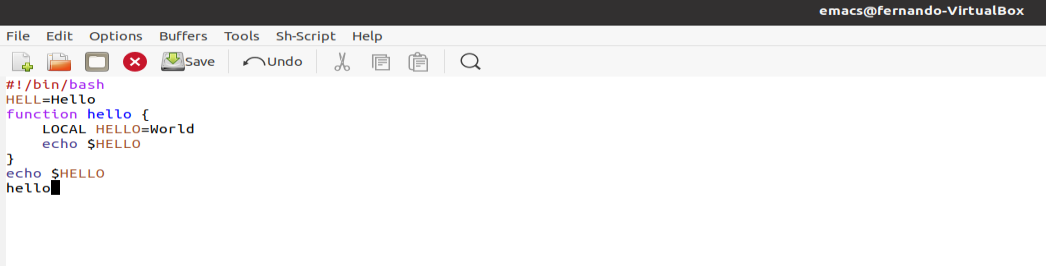 emacs@fernando-VirtualBox
File Edit Options Buffers Tools Sh-Script Help
Save Undo
#!/bin/bash
HELL=Hello
function hello {
    LOCAL HELLO=World
    echo $HELLO
}
echo $HELLO
hello